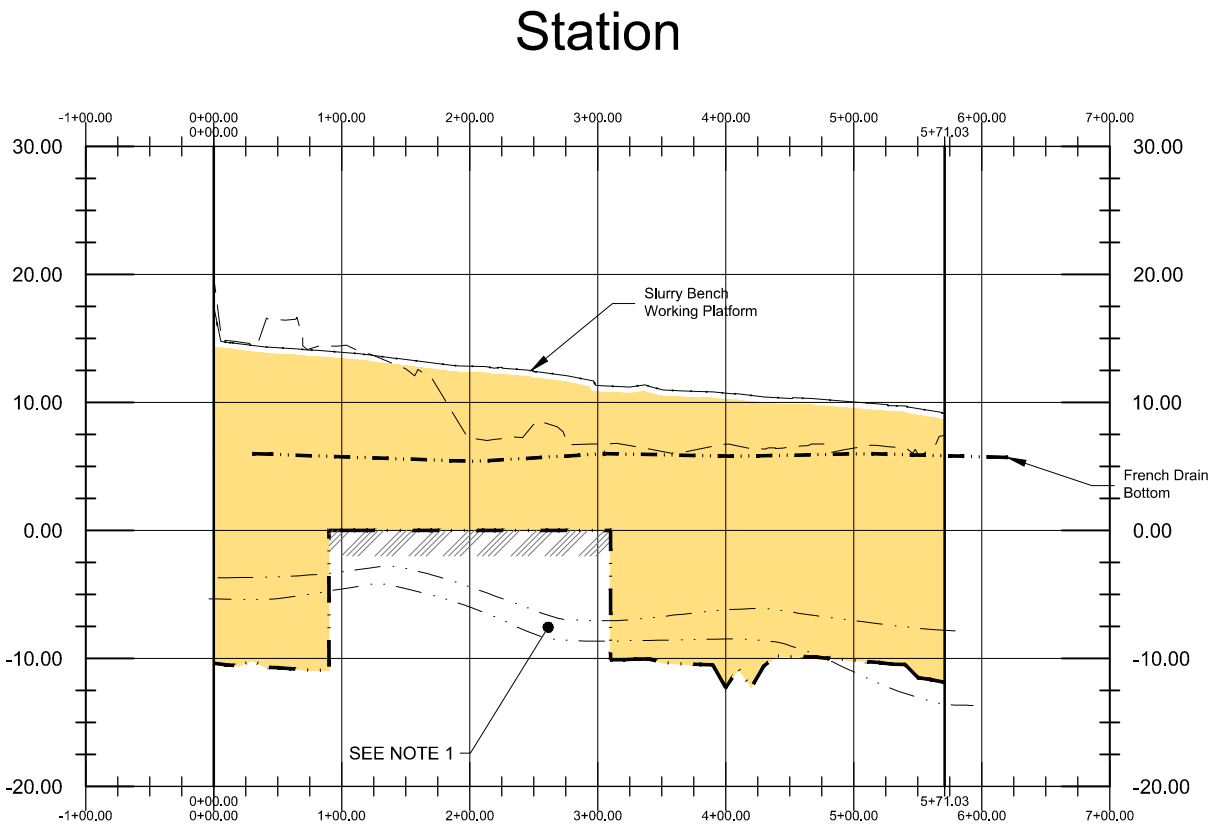 Station
-1+00.00 0+00.00 1+00.00 2+00.00 3+00.00 4+00.00 5+00.00 6+00.00 7+00.00
0+00.00 5+71.03
30.00 30.00
20.00 20.00
Slurry Bench
Working Platform
10.00 10.00
French Drain
Bottom
0.00 0.00
-10.00 -10.00
SEE NOTE 1
-20.00 -20.00
0+00.00 5+71.03
-1+00.00 0+00.00 1+00.00 2+00.00 3+00.00 4+00.00 5+00.00 6+00.00 7+00.00